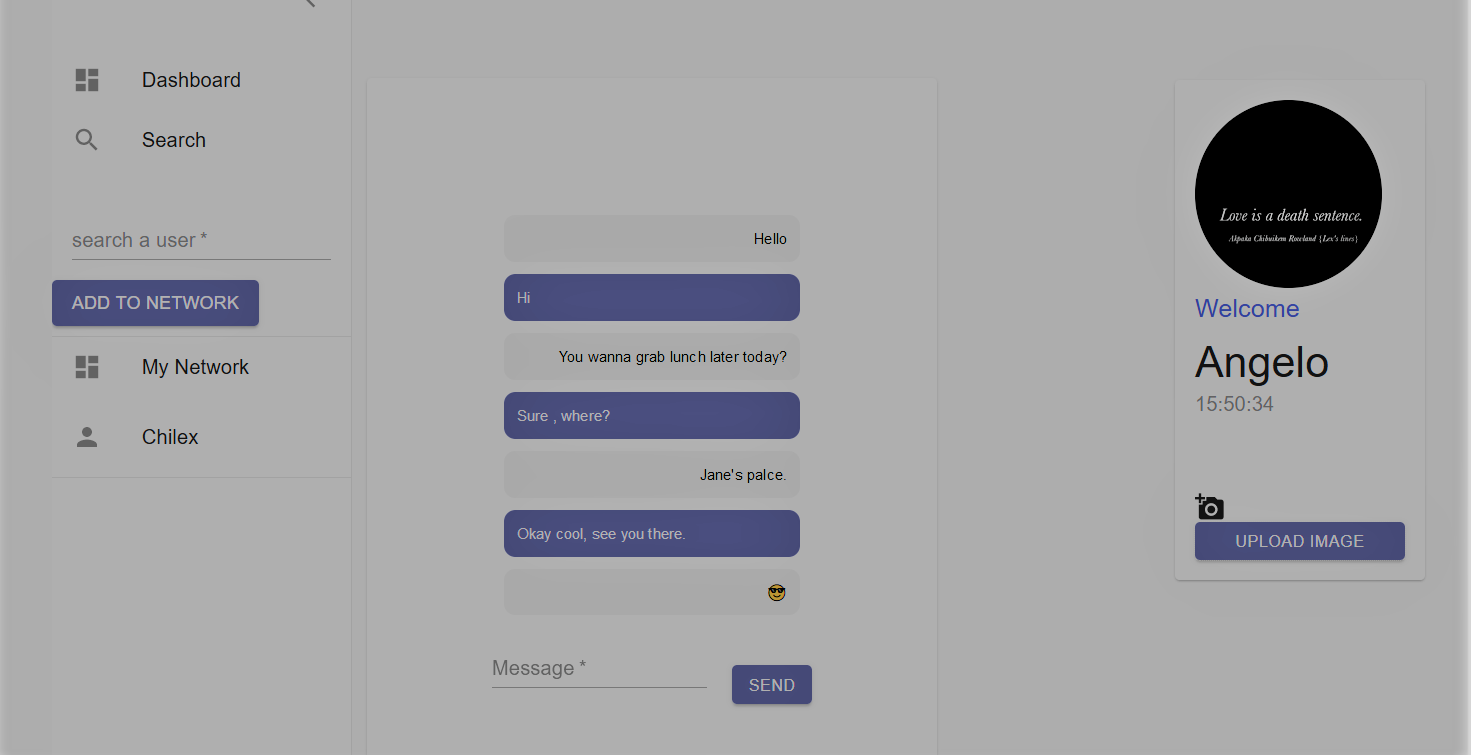 Dashboard
Search
search a user *
ADD TO NETWORK
My Network
Chilex
Hello
Hi
You wanna grab lunch later today?
Sure , where?
Jane's palce.
Okay cool, see you there.
😎
Message *
SEND
Love is a death sentence.
Akpaka Chibuikem Rowland {Lex's lines}
Welcome
Angelo
15:50:34
UPLOAD IMAGE